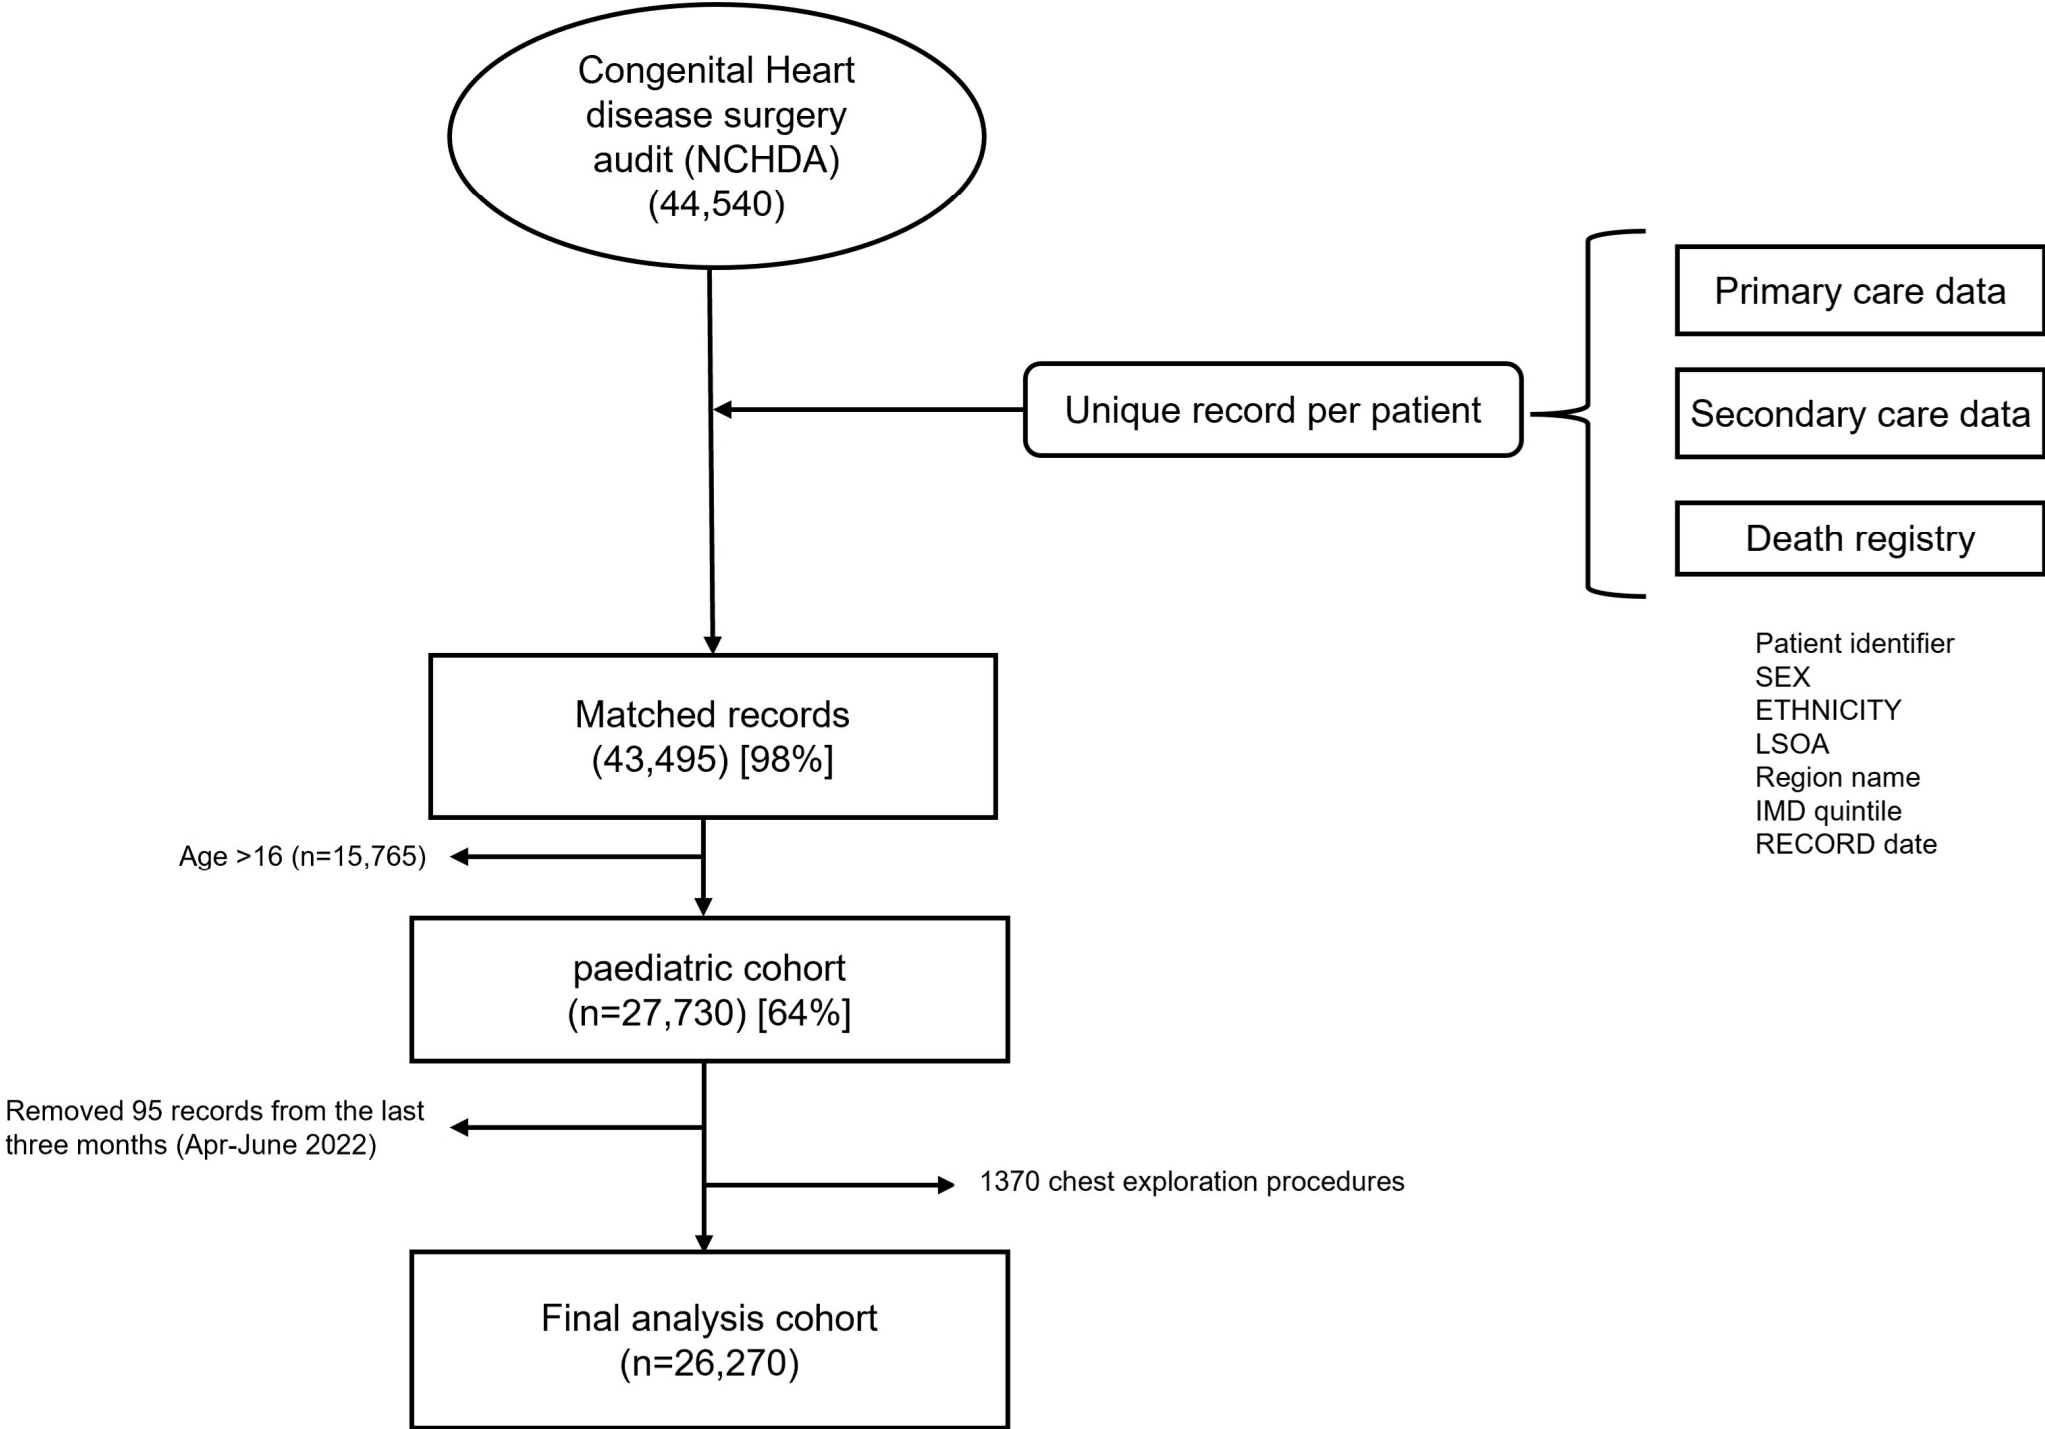 Congenital Heart
disease surgery
audit (NCHDA)
(44,540)
Primary care data
Unique record per patient
Secondary care data
Death registry
Patient identifier
SEX
ETHNICITY
LSOA
Region name
IMD quintile
RECORD date
Matched records
(43,495) [98%]
Age >16 (n=15,765)
paediatric cohort
(n=27,730) [64%]
Removed 95 records from the last
three months (Apr-June 2022)
1370 chest exploration procedures
Final analysis cohort
(n=26,270)